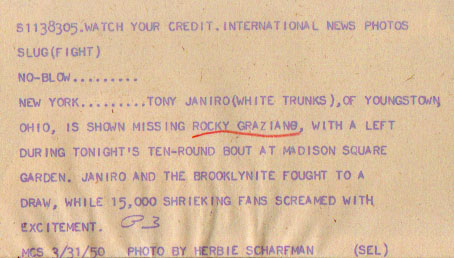 S1138305.WATCH YOUR CREDIT.INTERNATIONAL NEWS PHOTOS
SLUG(FIGHT)
NO-BLOW.........
NEW YORK.........TONY JANIRO(WHITE TRUNKS),OF YOUNGSTOWN,
OHIO, IS SHOWN MISSING ROCKY GRAZIANO, WITH A LEFT
DURING TONIGHT'S TEN-ROUND BOUT AT MADISON SQUARE
GARDEN. JANIRO AND THE BROOKLYNITE FOUGHT TO A
DRAW, WHILE 15,000 SHRIEKING FANS SCREAMED WITH
EXCITEMENT.
MCS 3/31/50 PHOTO BY HERBIE SCHARFMAN (SEL)